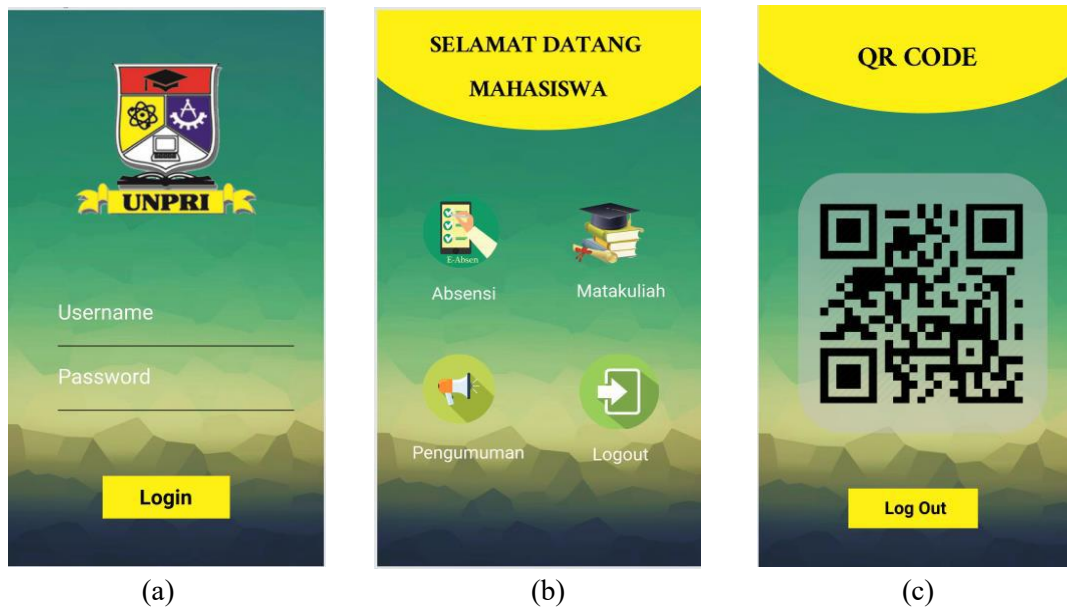 UNPRI
Username
Password
Login
(a)
SELAMAT DATANG
MAHASISWA
E-Absen
Absensi
Matakuliah
Pengumuman
Logout
(b)
QR CODE
Log Out
(c)